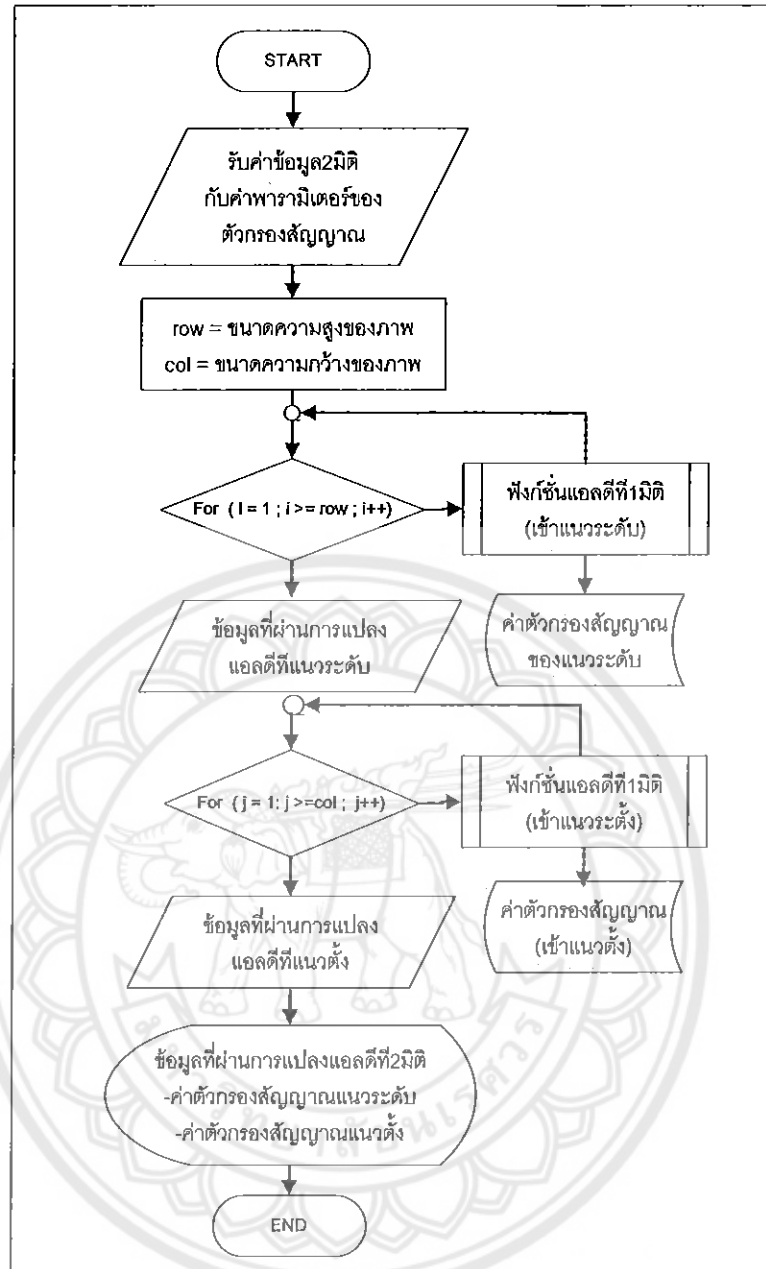 START
รับค่าข้อมูล2มิติ
กับค่าพารามิเตอร์ของ
ตัวกรองสัญญาณ
row = ขนาดความสูงของภาพ
col = ขนาดความกว้างของภาพ
For ( I = 1 ; i >= row ; i++)
ฟังก์ชั่นแอลดีที1มิติ
(เข้าแนวระดับ)
ข้อมูลที่ผ่านการแปลง
แอลดีทีแนวระดับ
ค่าตัวกรองสัญญาณ
ของแนวระดับ
For ( j = 1: j >=col ; j++)
ฟังก์ชั่นแอลดีที1มิติ
(เข้าแนวระตั้ง)
ข้อมูลที่ผ่านการแปลง
แอลดีทีแนวตั้ง
ค่าตัวกรองสัญญาณ
(เข้าแนวตั้ง)
ข้อมูลที่ผ่านการแปลงแอลดีที2มิติ
-ค่าตัวกรองสัญญาณแนวระดับ
-ค่าตัวกรองสัญญาณแนวตั้ง
END